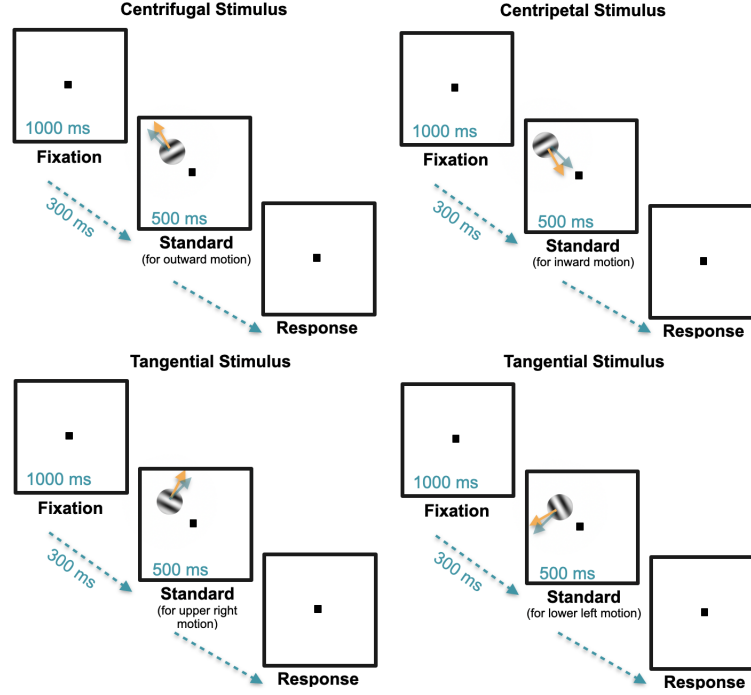 Centrifugal Stimulus
1000 ms
Fixation
300 ms
500 ms
Standard
(for outward motion)
Response
Centripetal Stimulus
1000 ms
Fixation
300 ms
500 ms
Standard
(for inward motion)
Response
Tangential Stimulus
1000 ms
Fixation
300 ms
500 ms
Standard
(for upper right
motion)
Response
Tangential Stimulus
1000 ms
Fixation
300 ms
500 ms
Standard
(for lower left motion)
Response